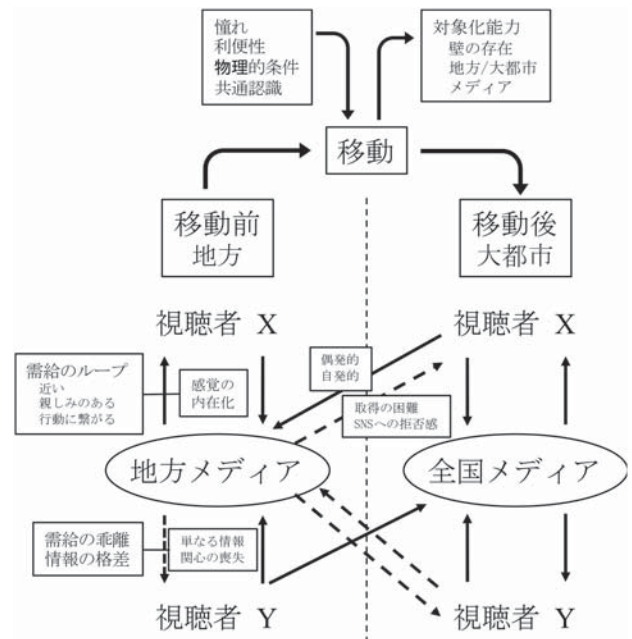 憧れ
利便性
物理的条件
共通認識
対象化能力
壁の存在
地方/大都市
メディア
移動
移動前
地方
移動後
大都市
視聴者 X
視聴者 X
需給のループ
近い
親しみのある
行動に繋がる
感覚の
内在化
偶発的
自発的
取得の困難
SNSへの拒否感
地方メディア
全国メディア
需給の乖離
情報の格差
単なる情報
関心の喪失
視聴者 Y
視聴者 Y